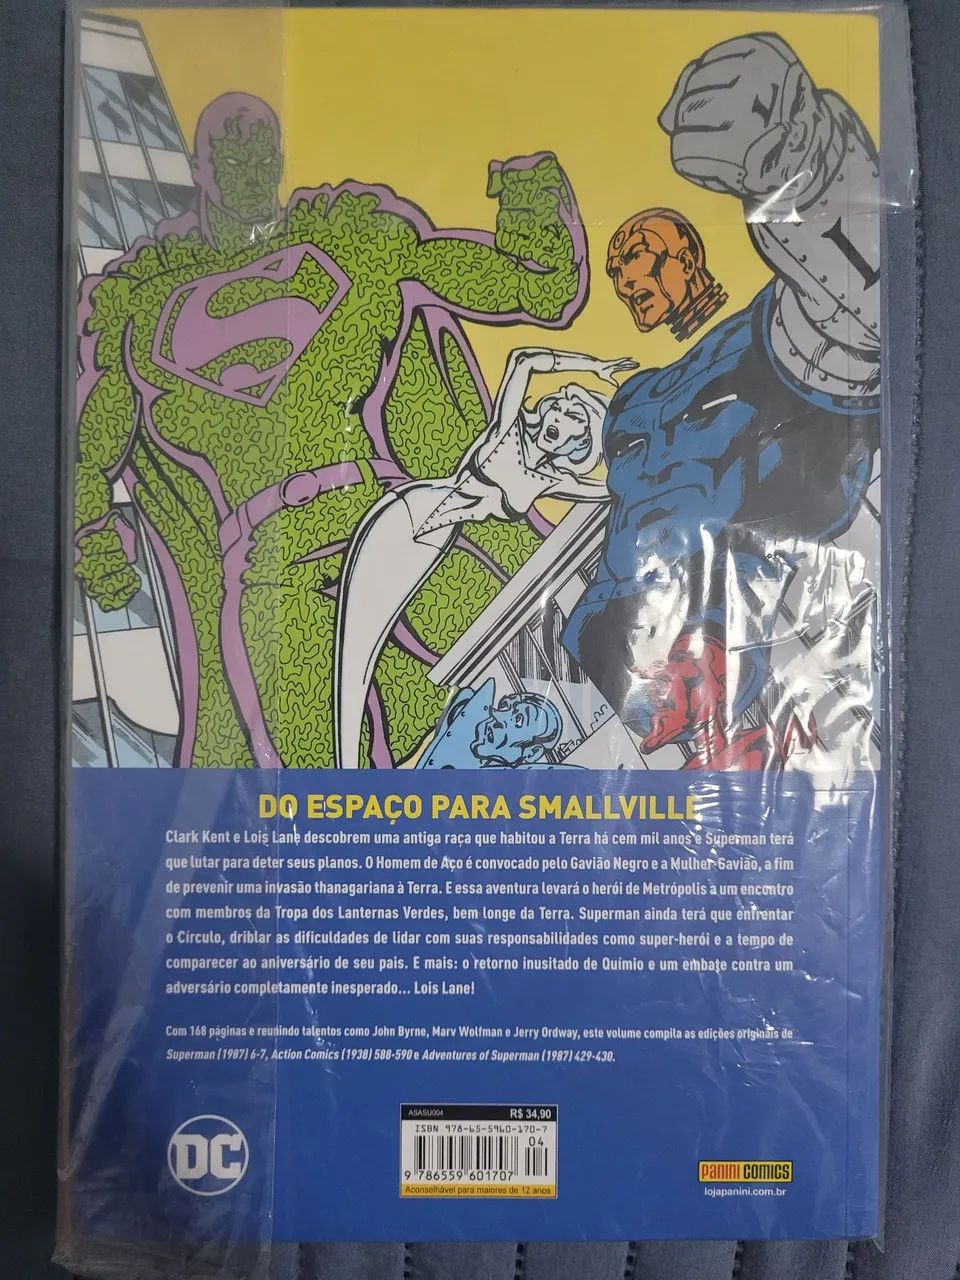 DO ESPAÇO PARA SMALLVILLE
Clark Kent e Lois Lane descobrem uma antiga raça que habitou a Terra há cem mil anos e Superman terá
que lutar para deter seus planos. O Homem de Aço é convocado pelo Gavião Negro e a Mulher-Gavião, a fim
de prevenir uma invasão thanagariana à Terra. E essa aventura levará o herói de Metrópolis a um encontro
com membros da Tropa dos Lanternas Verdes, bem longe da Terra. Superman ainda terá que enfrentar
o Círculo, driblar as dificuldades de lidar com suas responsabilidades como super-herói e a tempo de
comparecer ao aniversário de seu pais. E mais: o retorno inusitado de Químio e um embate contra um
adversário completamente inesperado... Lois Lane!
Com 168 páginas e reunindo talentos como John Byrne, Marv Wolfman e Jerry Ordway, este volume compila as edições originais de
Superman (1987) 6-7, Action Comics (1938) 588-590 e Adventures of Superman (1987) 429-430.
ASASU004 R$ 34,90
ISBN 978-65-5960-170-7
04
9 786559 601707
Aconselhável para maiores de 12 anos
DC
PANINI COMICS
lojapanini.com.br